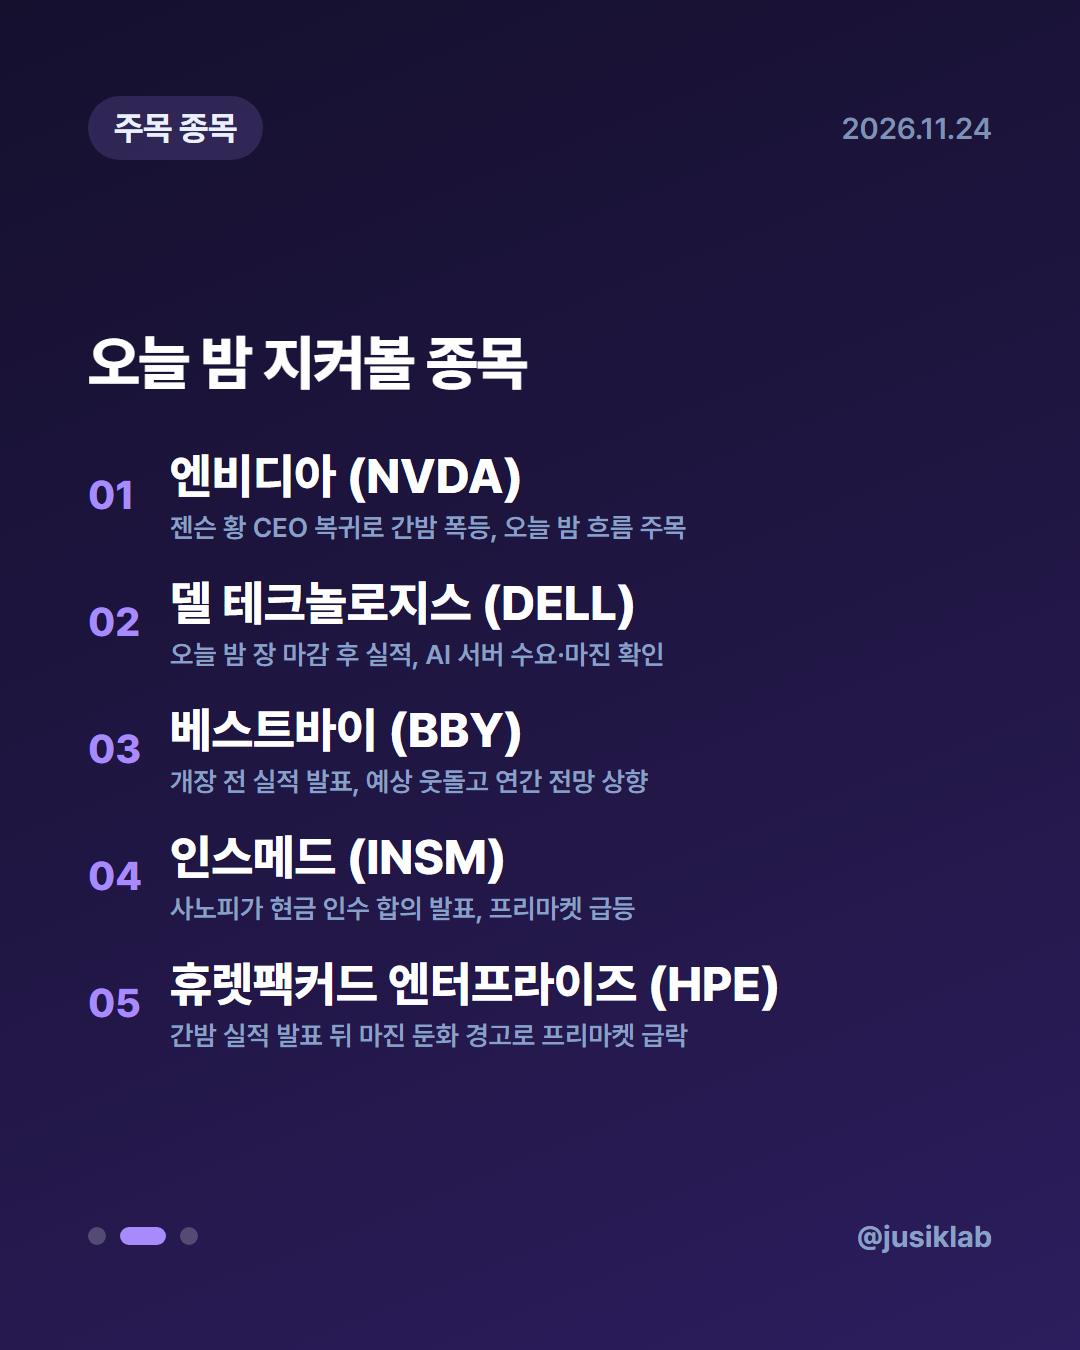 주목 종목
2026.11.24
오늘 밤 지켜볼 종목
01
엔비디아 (NVDA)
젠슨 황 CEO 복귀로 간밤 폭등, 오늘 밤 흐름 주목
02
델 테크놀로지스 (DELL)
오늘 밤 장 마감 후 실적, AI 서버 수요·마진 확인
03
베스트바이 (BBY)
개장 전 실적 발표, 예상 웃돌고 연간 전망 상향
04
인스메드 (INSM)
사노피가 현금 인수 합의 발표, 프리마켓 급등
05
휴렛팩커드 엔터프라이즈 (HPE)
간밤 실적 발표 뒤 마진 둔화 경고로 프리마켓 급락
@jusiklab